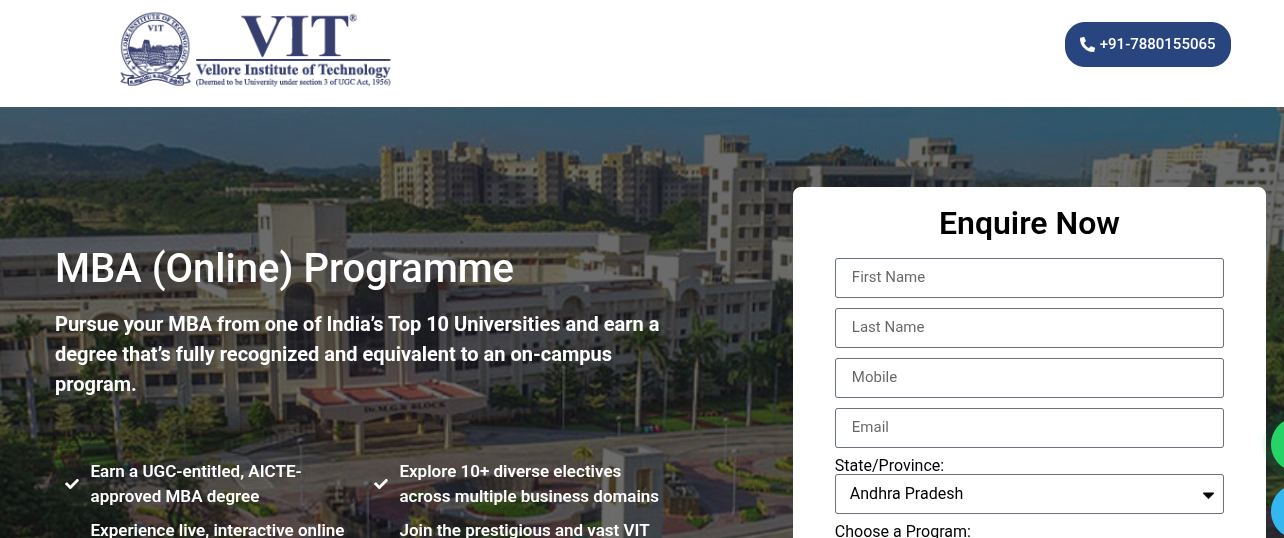 VIT®
Vellore Institute of Technology
(Deemed to be University under section 3 of UGC Act, 1956)
+91-7880155065
MBA (Online) Programme
Pursue your MBA from one of India’s Top 10 Universities and earn a
degree that’s fully recognized and equivalent to an on-campus
program.
Earn a UGC-entitled, AICTE-
approved MBA degree
Explore 10+ diverse electives
across multiple business domains
Experience live, interactive online
Join the prestigious and vast VIT
Dr.M.G.R BLOCK
Enquire Now
First Name
Last Name
Mobile
Email
State/Province:
Andhra Pradesh
Choose a Program: